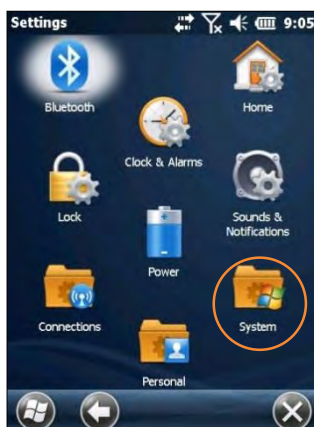 Settings 9:05
Bluetooth
Home
Clock & Alarms
Lock
Sounds &
Notifications
Power
Connections
System
Personal